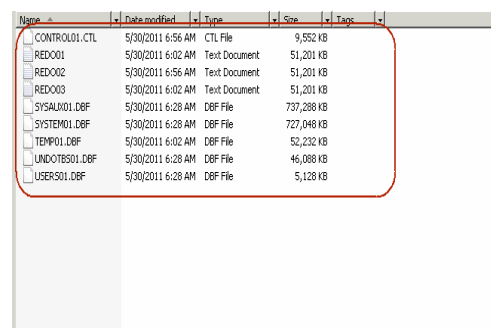 Name Date modified Type Size Tags
CONTROL01.CTL 5/30/2011 6:56 AM CTL File 9,552 KB
REDO01 5/30/2011 6:02 AM Text Document 51,201 KB
REDO02 5/30/2011 6:56 AM Text Document 51,201 KB
REDO03 5/30/2011 6:02 AM Text Document 51,201 KB
SYSAUX01.DBF 5/30/2011 6:28 AM DBF File 737,288 KB
SYSTEM01.DBF 5/30/2011 6:28 AM DBF File 727,048 KB
TEMP01.DBF 5/30/2011 6:02 AM DBF File 52,232 KB
UNDOTBS01.DBF 5/30/2011 6:28 AM DBF File 46,088 KB
USERS01.DBF 5/30/2011 6:28 AM DBF File 5,128 KB